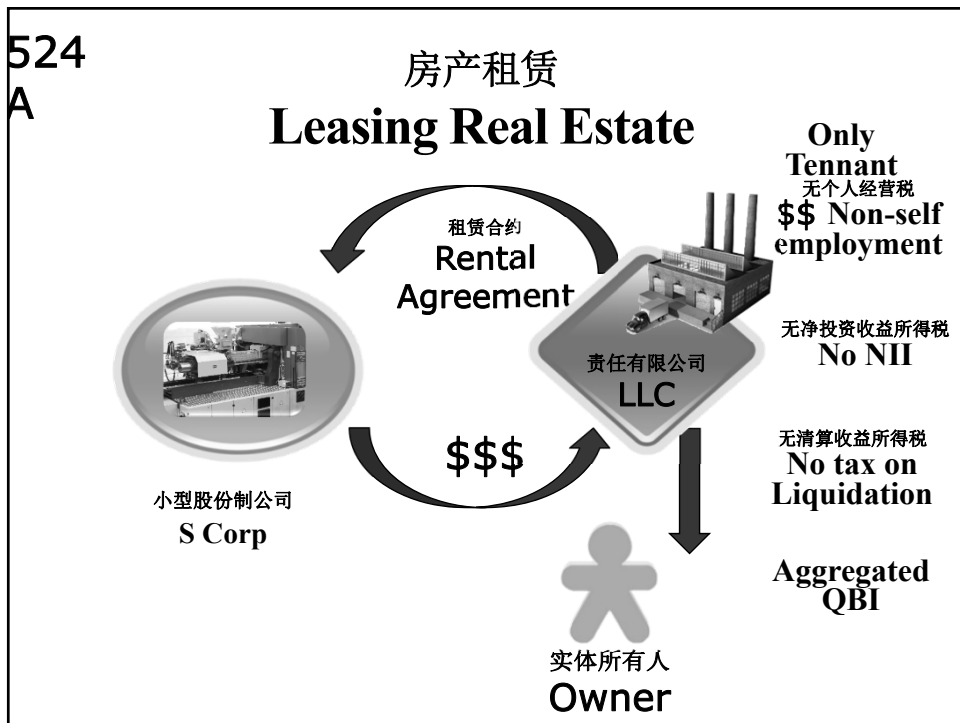 524
A
房产租赁
Leasing Real Estate
Only
Tennant
无个人经营税
$$ Non-self
employment
租赁合约
Rental
Agreement
无净投资收益所得税
No NII
责任有限公司
LLC
$$$
无清算收益所得税
No tax on
Liquidation
小型股份制公司
S Corp
Aggregated
QBI
实体所有人
Owner